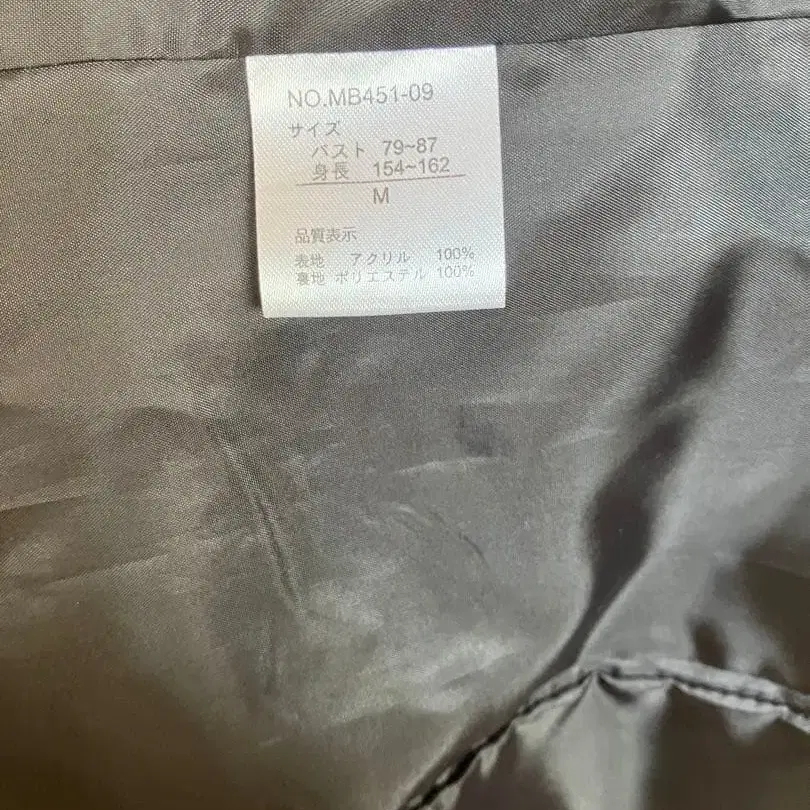 NO.MB451-09
サイズ
バスト 79~87
身長 154~162
M
品質表示
表地 アクリル 100%
裏地 ポリエステル 100%